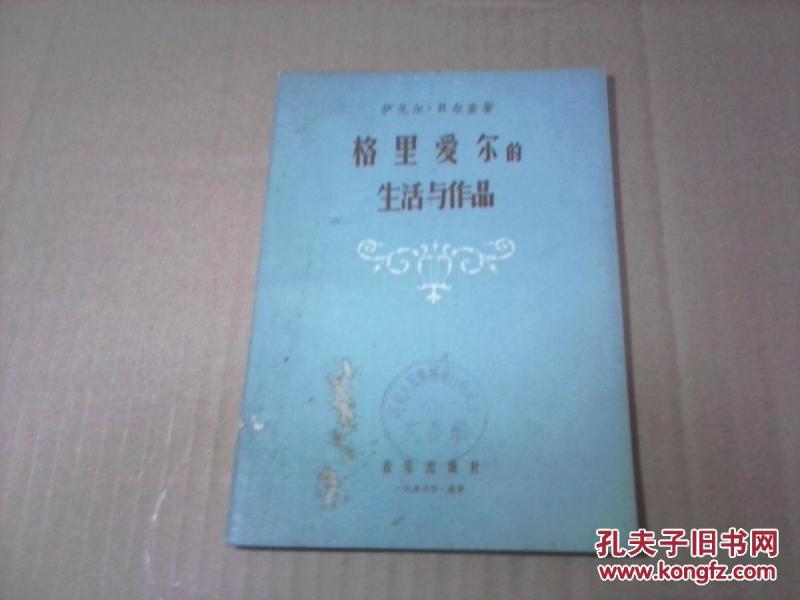 伊戈尔·贝尔查著
格里爱尔的
生活与作品
音乐出版社
孔夫子旧书网
www.kongfz.com